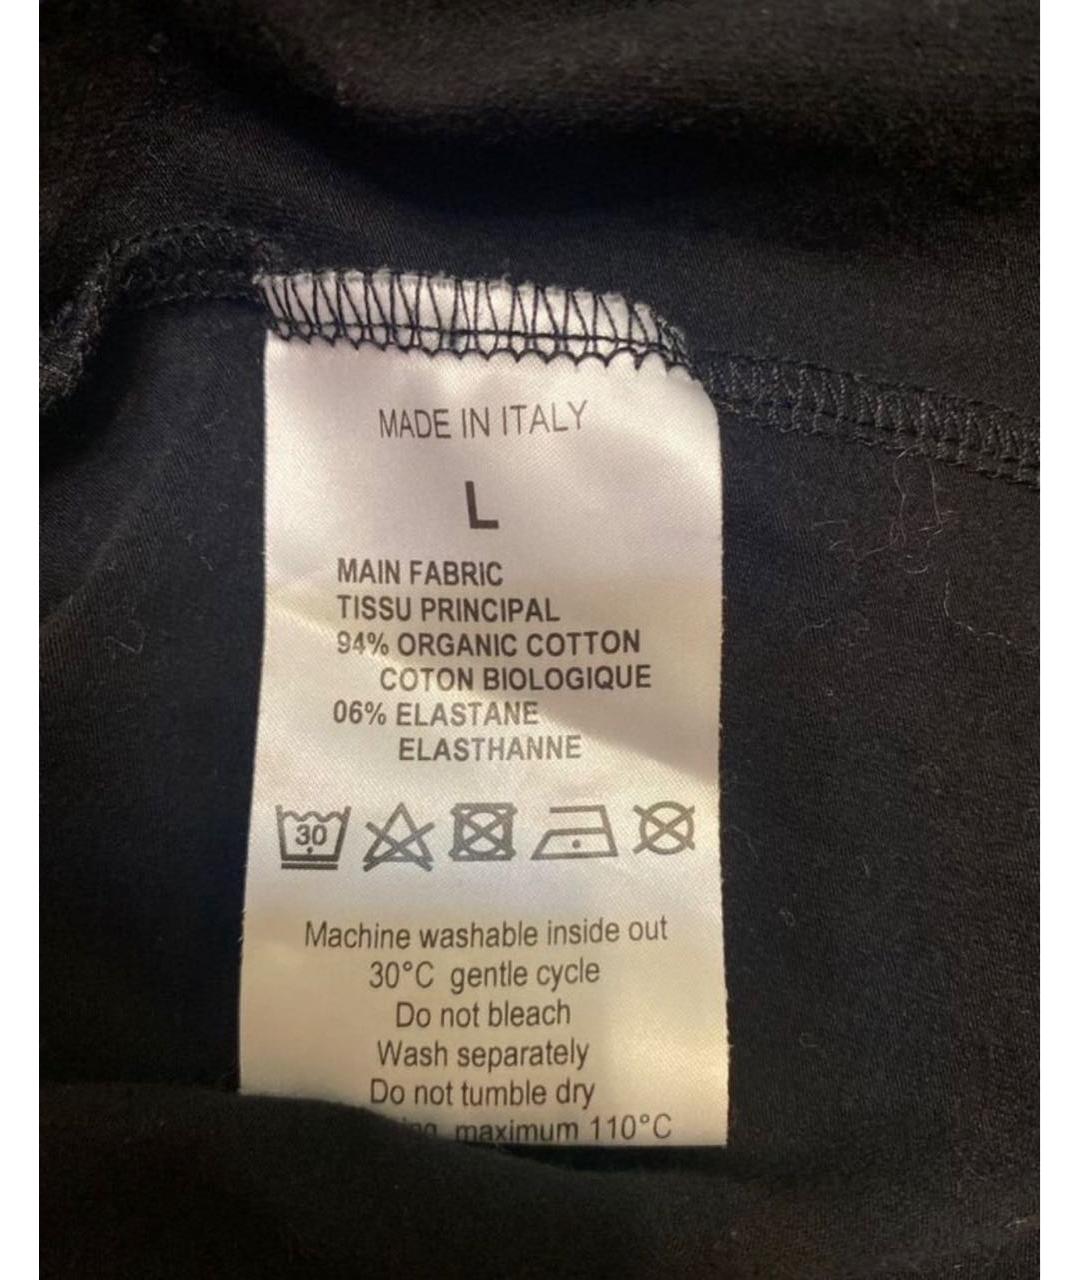 MADE IN ITALY
L
MAIN FABRIC
TISSU PRINCIPAL
94% ORGANIC COTTON
COTON BIOLOGIQUE
06% ELASTANE
ELASTHANNE
30
Machine washable inside out
30°C gentle cycle
Do not bleach
Wash separately
Do not tumble dry
maximum 110°C